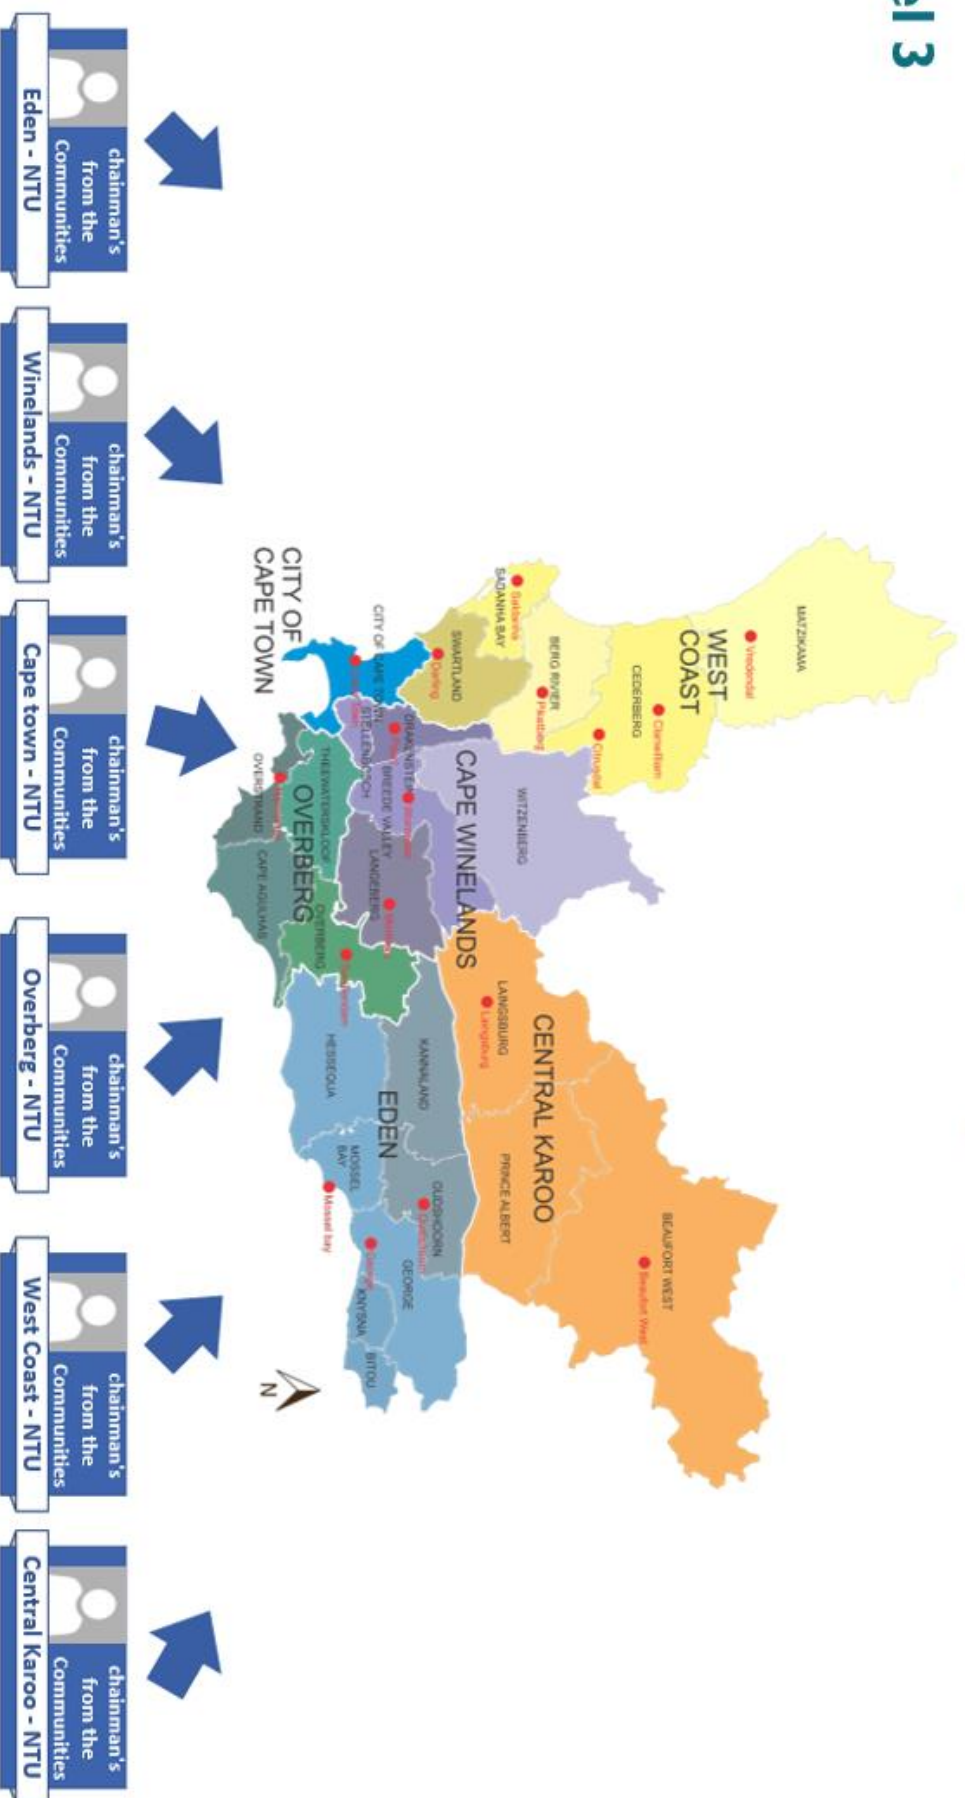 el 3
MATZIKAMA
Vredendal
WEST
COAST
Clanwilliam
CEDERBERG
Citrusdal
BERG RIVIER
Piketberg
Saldanha
SADANHA BAY
SWARTLAND
Darling
WITZENBERG
CAPE WINELANDS
DRAKENSTEIN
BREEDE VALLEY
STELLENBOSCH
LANGEBERG
CITY OF CAPE TOWN
CITY OF
CAPE TOWN
THEEWATERSKLOOF
OVERBERG
OVERBERG
OVERSTRAND
CAPE AGULHAS
CENTRAL KAROO
LAINGSBURG
Laingsburg
PRINCE ALBERT
BEAUFORT WEST
Beaufort West
KANNALAND
EDEN
HESSEQUA
MOSSEL
BAY
Mossel bay
OUDSHOORN
GEORGE
George
KNYSNA
BITOU
N
chainman's
from the
Communities
Eden - NTU
chainman's
from the
Communities
Winelands - NTU
chainman's
from the
Communities
Cape town - NTU
chainman's
from the
Communities
Overberg - NTU
chainman's
from the
Communities
West Coast - NTU
chainman's
from the
Communities
Central Karoo - NTU